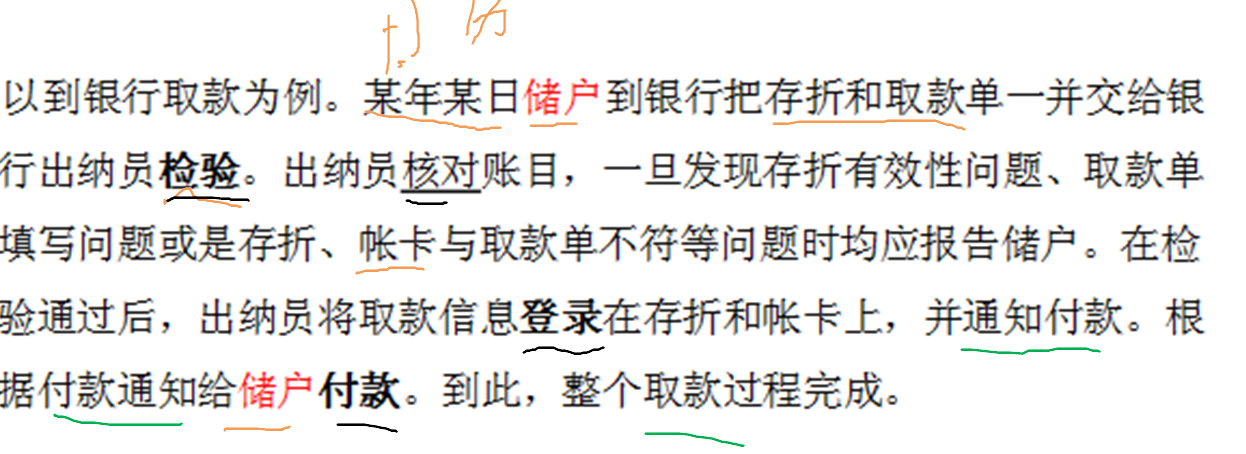 以到银行取款为例。某年某日储户到银行把存折和取款单一并交给银
行出纳员检验。出纳员核对账目，一旦发现存折有效性问题、取款单
填写问题或是存折、帐卡与取款单不符等问题时均应报告储户。在检
验通过后，出纳员将取款信息登录在存折和帐卡上，并通知付款。根
据付款通知给储户付款。到此，整个取款过程完成。